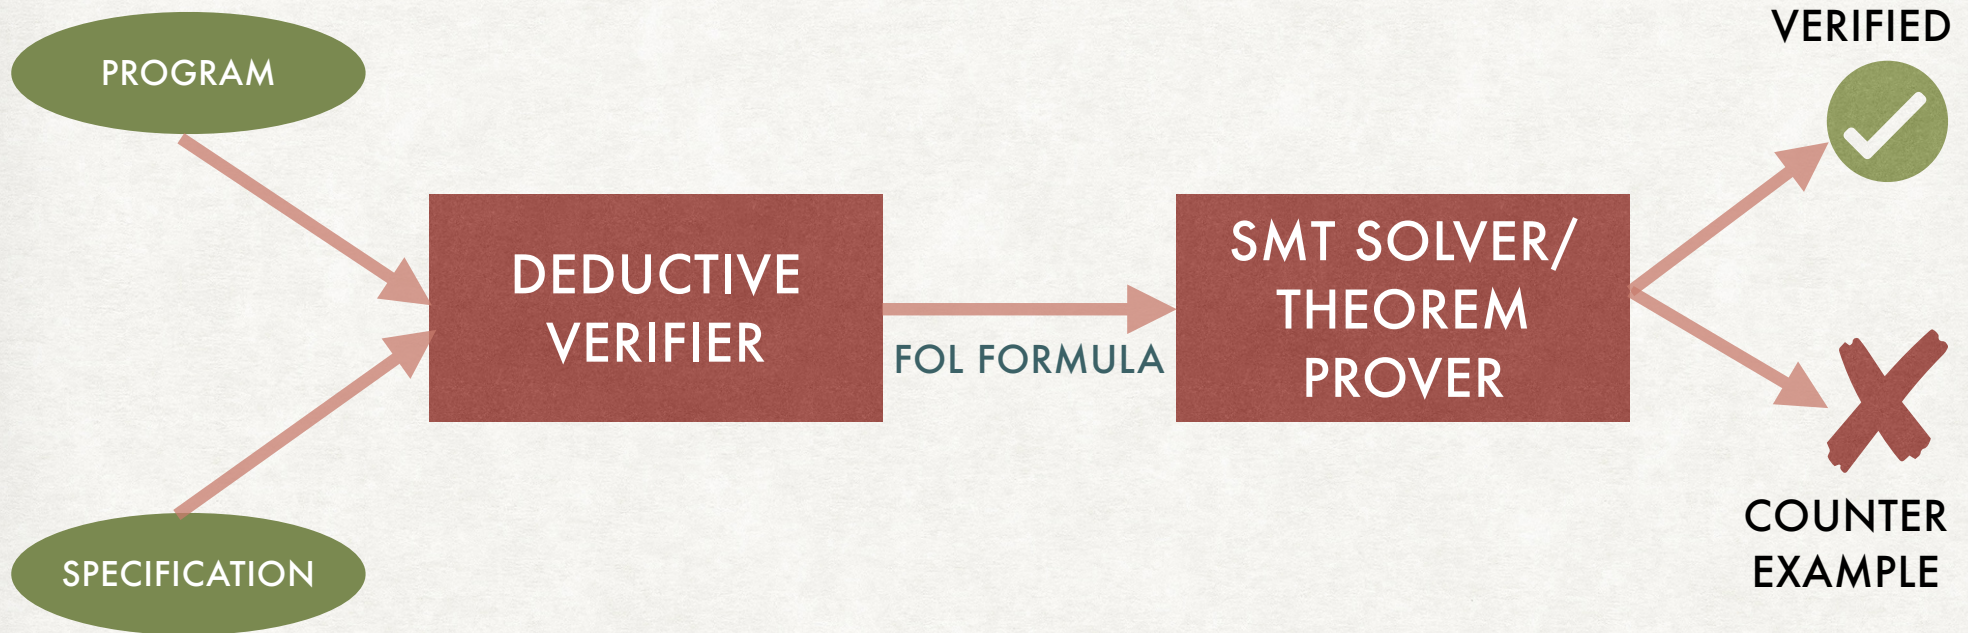 PROGRAM
SPECIFICATION
DEDUCTIVE
VERIFIER
FOL FORMULA
SMT SOLVER/
THEOREM
PROVER
VERIFIED
COUNTER
EXAMPLE